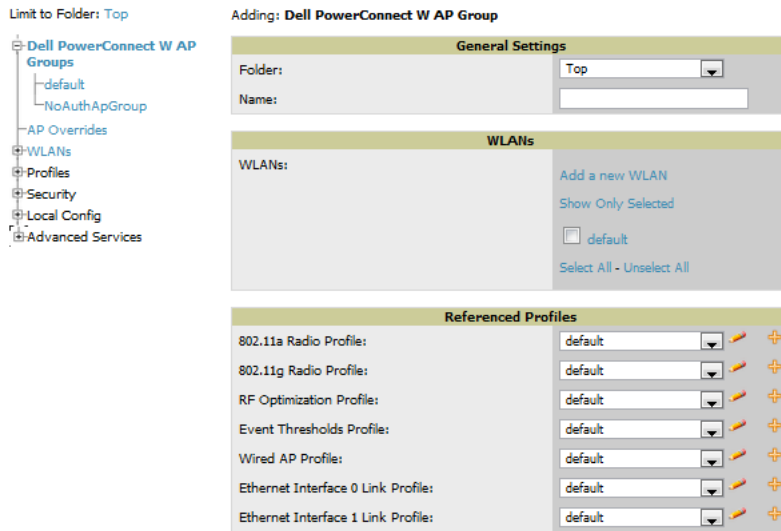 Limit to Folder: Top
Dell PowerConnect W AP
Groups
default
NoAuthApGroup
AP Overrides
WLANs
Profiles
Security
Local Config
Advanced Services
Adding: Dell PowerConnect W AP Group
General Settings
Folder: Top
Name:
WLANs
WLANs:
Add a new WLAN
Show Only Selected
default
Select All - Unselect All
Referenced Profiles
802.11a Radio Profile: default
802.11g Radio Profile: default
RF Optimization Profile: default
Event Thresholds Profile: default
Wired AP Profile: default
Ethernet Interface 0 Link Profile: default
Ethernet Interface 1 Link Profile: default